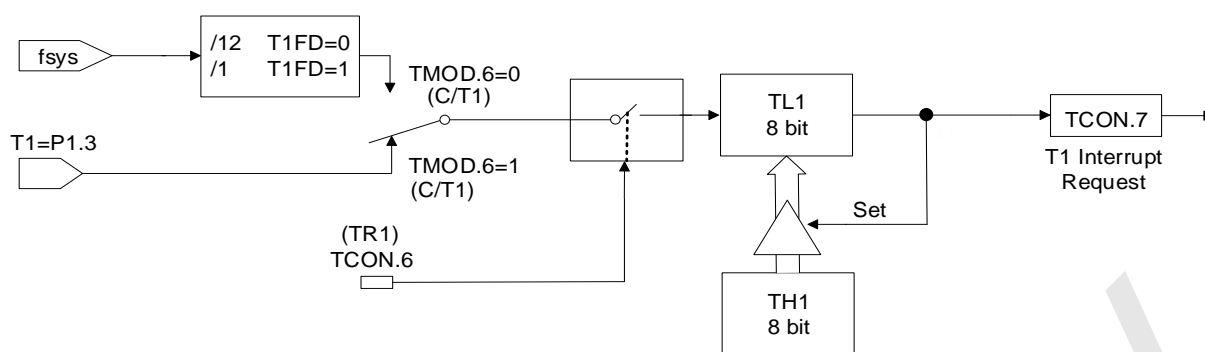 fsys
/12 T1FD=0
/1 T1FD=1
TMOD.6=0
(C/T1)
T1=P1.3
TMOD.6=1
(C/T1)
(TR1)
TCON.6
TL1
8 bit
Set
TH1
8 bit
TCON.7
T1 Interrupt
Request